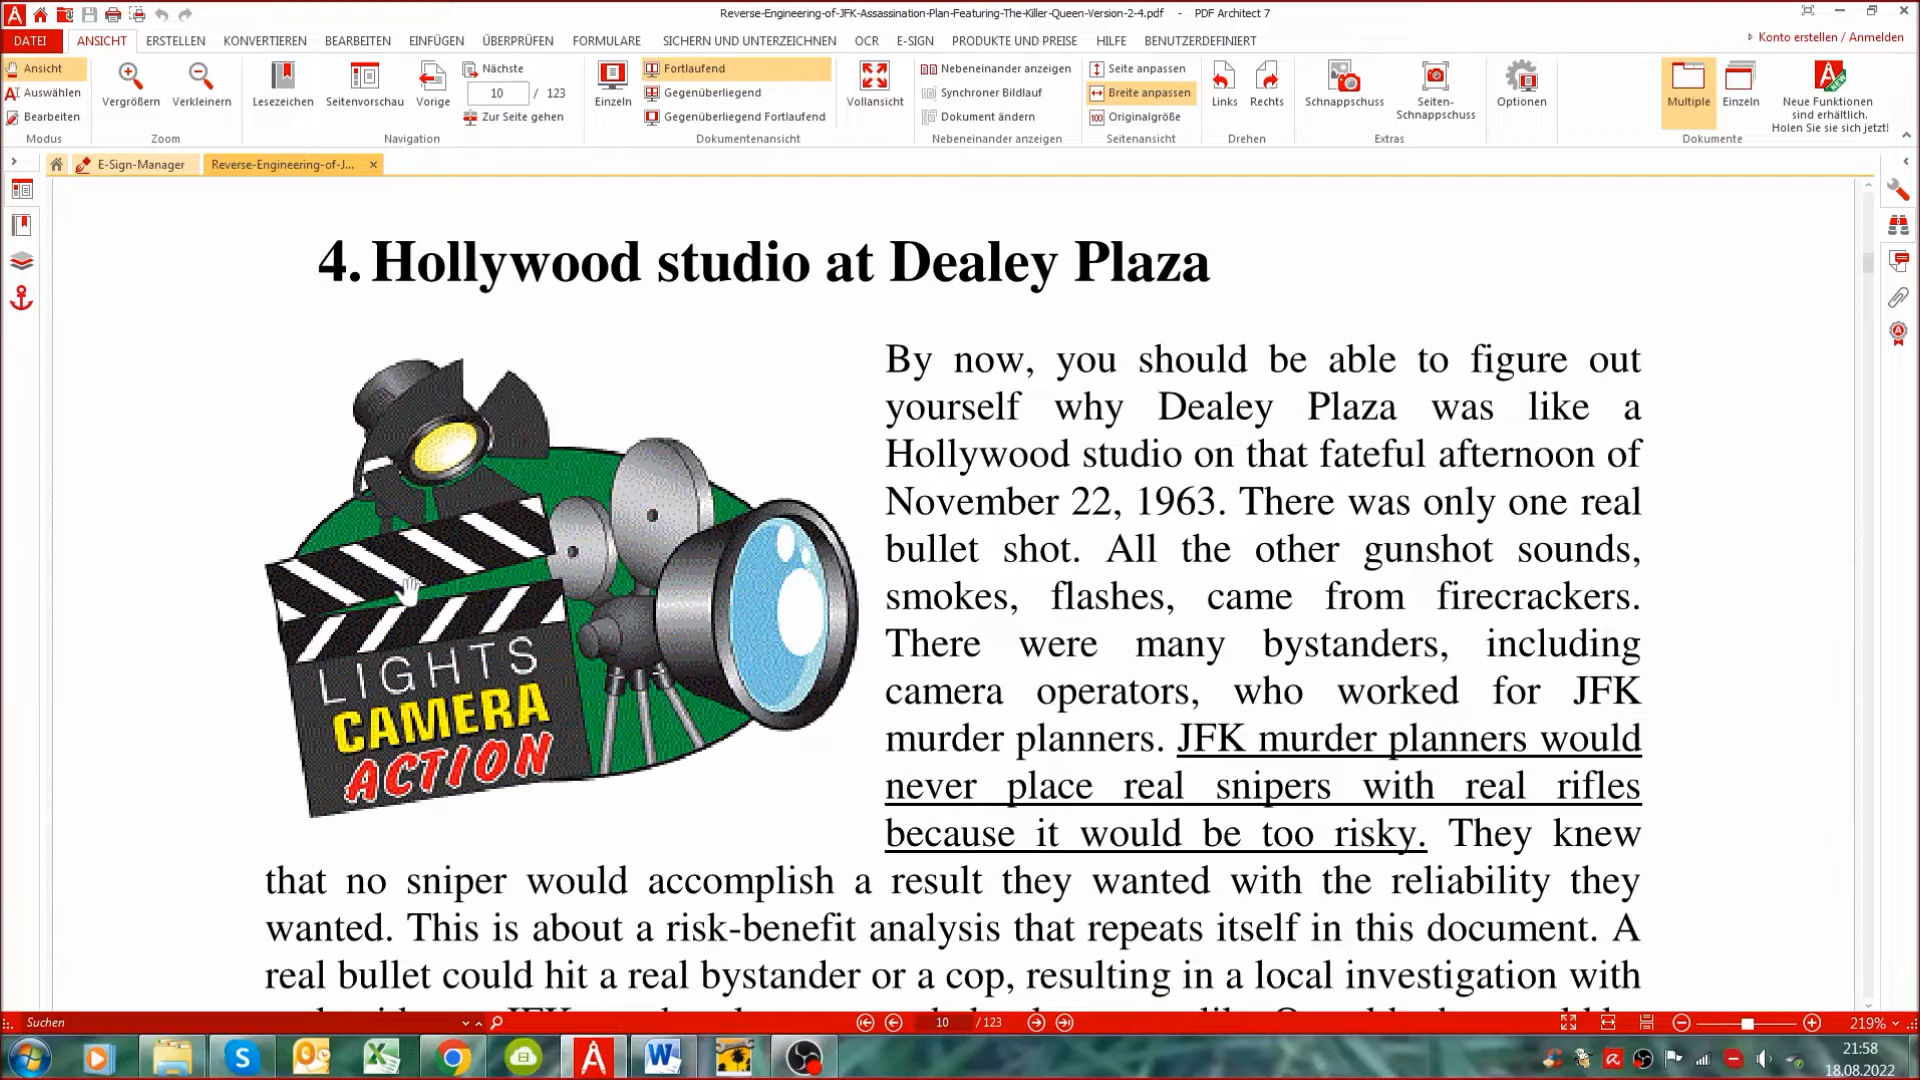 Reverse-Engineering-of-JFK-Assassination-Plan-Featuring-The-Killer-Queen-Version-2-4.pdf - PDF Architect 7
DATEI ANSICHT ERSTELLEN KONVERTIEREN BEARBEITEN EINFÜGEN ÜBERPRÜFEN FORMULARE SICHERN UND UNTERZEICHNEN OCR E-SIGN PRODUKTE UND PREISE HILFE BENUTZERDEFINIERT
Konto erstellen / Anmelden
Ansicht
Auswählen
Bearbeiten
Modus
Vergrößern
Verkleinern
Zoom
Lesezeichen
Seitenvorschau
Vorige
Nächste
10 / 123
Zur Seite gehen
Navigation
Einzeln
Fortlaufend
Gegenüberliegend
Gegenüberliegend Fortlaufend
Dokumentenansicht
Vollansicht
Nebeneinander anzeigen
Synchroner Bildlauf
Dokument ändern
Nebeneinander anzeigen
Seite anpassen
Breite anpassen
100 Originalgröße
Seitenansicht
Links
Rechts
Drehen
Schnappschuss
Seiten-
Schnappschuss
Extras
Optionen
Multiple
Einzeln
Dokumente
NEW
Neue Funktionen
sind erhältlich.
Holen Sie sie sich jetzt!
E-Sign-Manager
Reverse-Engineering-of-J...
4. Hollywood studio at Dealey Plaza
LIGHTS
CAMERA
ACTION
By now, you should be able to figure out
yourself why Dealey Plaza was like a
Hollywood studio on that fateful afternoon of
November 22, 1963. There was only one real
bullet shot. All the other gunshot sounds,
smokes, flashes, came from firecrackers.
There were many bystanders, including
camera operators, who worked for JFK
murder planners. JFK murder planners would
never place real snipers with real rifles
because it would be too risky. They knew
that no sniper would accomplish a result they wanted with the reliability they
wanted. This is about a risk-benefit analysis that repeats itself in this document. A
real bullet could hit a real bystander or a cop, resulting in a local investigation with
Suchen
10 / 123
219%
21:58
18.08.2022